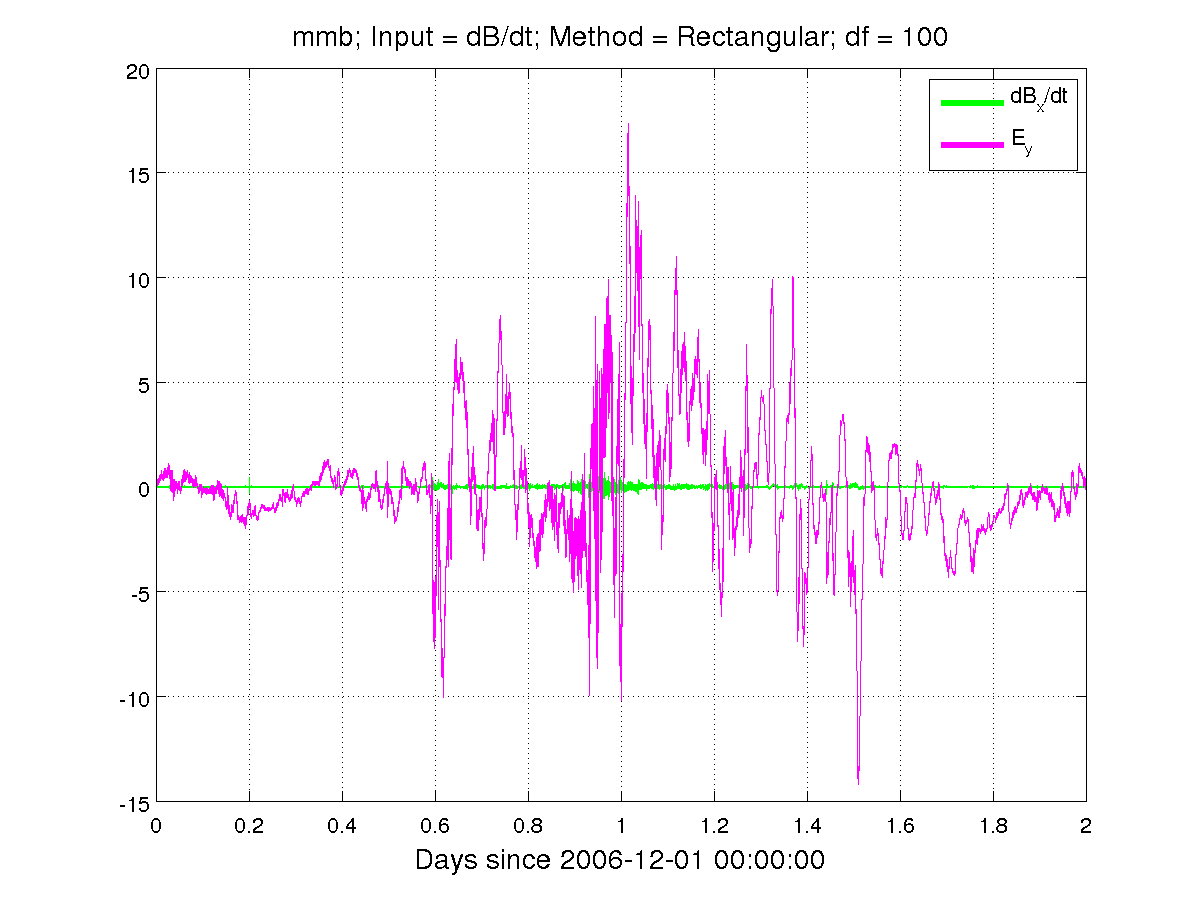 mmb; Input = dB/dt; Method = Rectangular; df = 100
dBx/dt
Ey
20
15
10
5
0
-5
-10
-15
0 0.2 0.4 0.6 0.8 1 1.2 1.4 1.6 1.8 2
Days since 2006-12-01 00:00:00